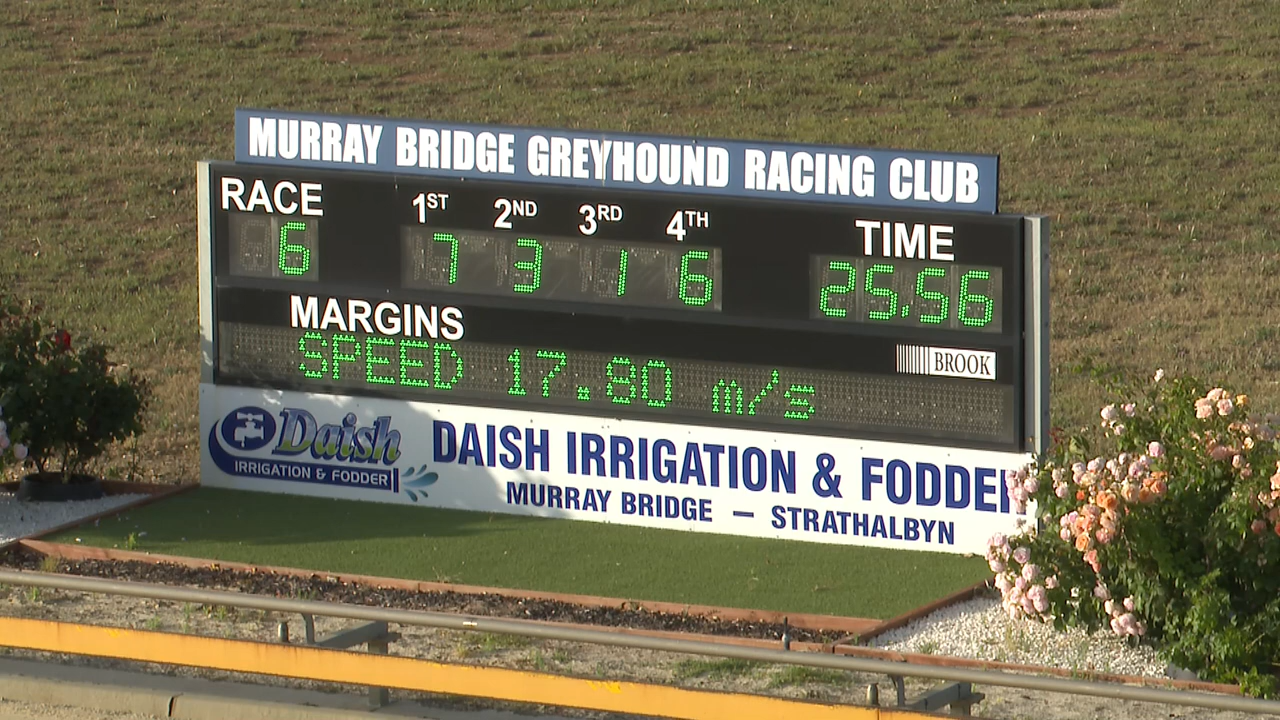 MURRAY BRIDGE GREYHOUND RACING CLUB
RACE 1ST 2ND 3RD 4TH TIME
6 7 3 1 6 25.56
MARGINS
BROOK
SPEED 17.80 m/s
Daish
IRRIGATION & FODDER
DAISH IRRIGATION & FODDER
MURRAY BRIDGE — STRATHALBYN